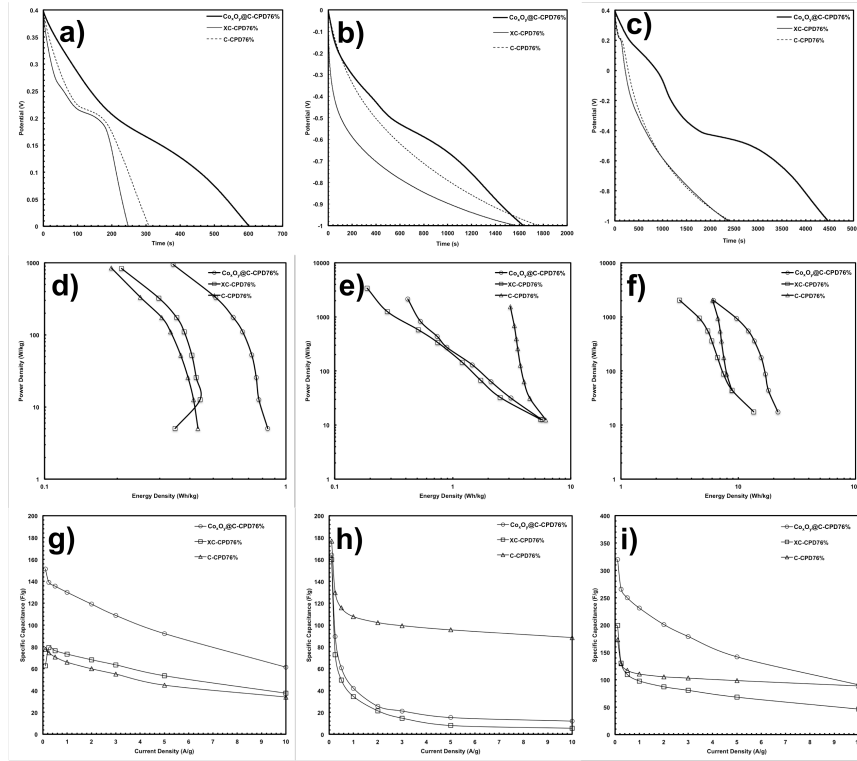 a)
Co_xO_y@C-CPD76%
XC-CPD76%
C-CPD76%
Potential (V)
0.4
0.35
0.3
0.25
0.2
0.15
0.1
0.05
0
0 100 200 300 400 500 600 700
Time (s)
b)
Co_xO_y@C-CPD76%
XC-CPD76%
C-CPD76%
Potential (V)
0
-0.1
-0.2
-0.3
-0.4
-0.5
-0.6
-0.7
-0.8
-0.9
-1
0 200 400 600 800 1000 1200 1400 1600 1800 2000
Time (s)
c)
Co_xO_y@C-CPD76%
XC-CPD76%
C-CPD76%
Potential (V)
0.4
0.2
0
-0.2
-0.4
-0.6
-0.8
-1
0 500 1000 1500 2000 2500 3000 3500 4000 4500 5000
Time (s)
d)
Co_xO_y@C-CPD76%
XC-CPD76%
C-CPD76%
Power Density (W/kg)
1000
100
10
1
0.1 1
Energy Density (Wh/kg)
e)
Co_xO_y@C-CPD76%
XC-CPD76%
C-CPD76%
Power Density (W/kg)
10000
1000
100
10
1
0.1 1 10
Energy Density (Wh/kg)
f)
Co_xO_y@C-CPD76%
XC-CPD76%
C-CPD76%
Power Density (W/kg)
10000
1000
100
10
1
1 10 100
Energy Density (Wh/kg)
g)
Co_xO_y@C-CPD76%
XC-CPD76%
C-CPD76%
Specific Capacitance (F/g)
200
180
160
140
120
100
80
60
40
20
0
0 1 2 3 4 5 6 7 8 9 10
Current Density (A/g)
h)
Co_xO_y@C-CPD76%
XC-CPD76%
C-CPD76%
Specific Capacitance (F/g)
200
180
160
140
120
100
80
60
40
20
0
0 1 2 3 4 5 6 7 8 9 10
Current Density (A/g)
i)
Co_xO_y@C-CPD76%
XC-CPD76%
C-CPD76%
Specific Capacitance (F/g)
400
350
300
250
200
150
100
50
0
0 1 2 3 4 5 6 7 8 9
Current Density (A/g)